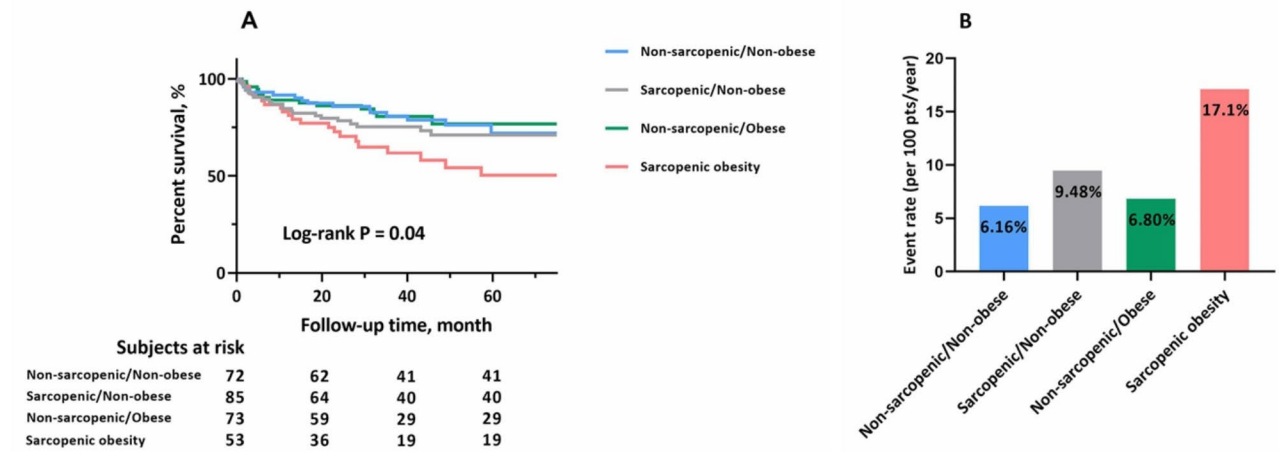 A
Percent survival, %
100
50
0
Log-rank P = 0.04
0 20 40 60
Follow-up time, month
Non-sarcopenic/Non-obese
Sarcopenic/Non-obese
Non-sarcopenic/Obese
Sarcopenic obesity
Subjects at risk
Non-sarcopenic/Non-obese 72 62 41 41
Sarcopenic/Non-obese 85 64 40 40
Non-sarcopenic/Obese 73 59 29 29
Sarcopenic obesity 53 36 19 19
B
Event rate (per 100 pts/year)
20
15
10
5
0
6.16%
9.48%
6.80%
17.1%
Non-sarcopenic/Non-obese
Sarcopenic/Non-obese
Non-sarcopenic/Obese
Sarcopenic obesity